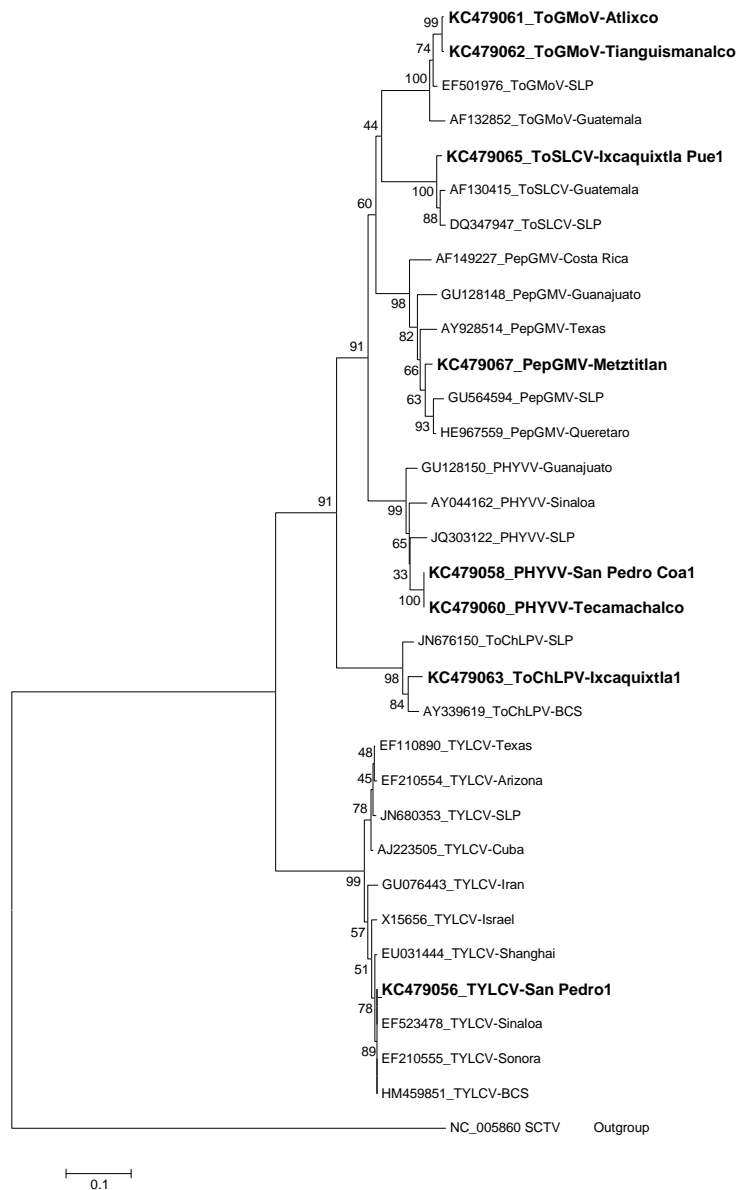 99
KC479061_ToGMoV-Atlixco
74
KC479062_ToGMoV-Tianguismanalco
100
EF501976_ToGMoV-SLP
AF132852_ToGMoV-Guatemala
44
KC479065_ToSLCV-Ixcaquixtla Pue1
100
AF130415_ToSLCV-Guatemala
60
88
DQ347947_ToSLCV-SLP
AF149227_PepGMV-Costa Rica
98
GU128148_PepGMV-Guanajuato
82
AY928514_PepGMV-Texas
91
66
KC479067_PepGMV-Metztitlan
63
GU564594_PepGMV-SLP
93
HE967559_PepGMV-Queretaro
GU128150_PHYVV-Guanajuato
91
99
AY044162_PHYVV-Sinaloa
65
JQ303122_PHYVV-SLP
33
KC479058_PHYVV-San Pedro Coa1
100
KC479060_PHYVV-Tecamachalco
JN676150_ToChLPV-SLP
98
KC479063_ToChLPV-Ixcaquixtla1
84
AY339619_ToChLPV-BCS
48
EF110890_TYLCV-Texas
45
EF210554_TYLCV-Arizona
78
JN680353_TYLCV-SLP
AJ223505_TYLCV-Cuba
99
GU076443_TYLCV-Iran
57
X15656_TYLCV-Israel
51
EU031444_TYLCV-Shanghai
78
KC479056_TYLCV-San Pedro1
EF523478_TYLCV-Sinaloa
89
EF210555_TYLCV-Sonora
HM459851_TYLCV-BCS
NC_005860 SCTV Outgroup
0.1